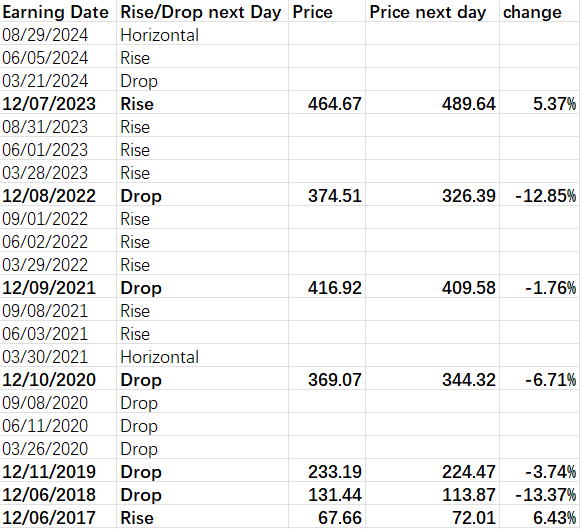 Earning Date Rise/Drop next Day Price Price next day change
08/29/2024 Horizontal
06/05/2024 Rise
03/21/2024 Drop
12/07/2023 Rise 464.67 489.64 5.37%
08/31/2023 Rise
06/01/2023 Rise
03/28/2023 Rise
12/08/2022 Drop 374.51 326.39 -12.85%
09/01/2022 Rise
06/02/2022 Rise
03/29/2022 Rise
12/09/2021 Drop 416.92 409.58 -1.76%
09/08/2021 Rise
06/03/2021 Rise
03/30/2021 Horizontal
12/10/2020 Drop 369.07 344.32 -6.71%
09/08/2020 Drop
06/11/2020 Drop
03/26/2020 Drop
12/11/2019 Drop 233.19 224.47 -3.74%
12/06/2018 Drop 131.44 113.87 -13.37%
12/06/2017 Rise 67.66 72.01 6.43%